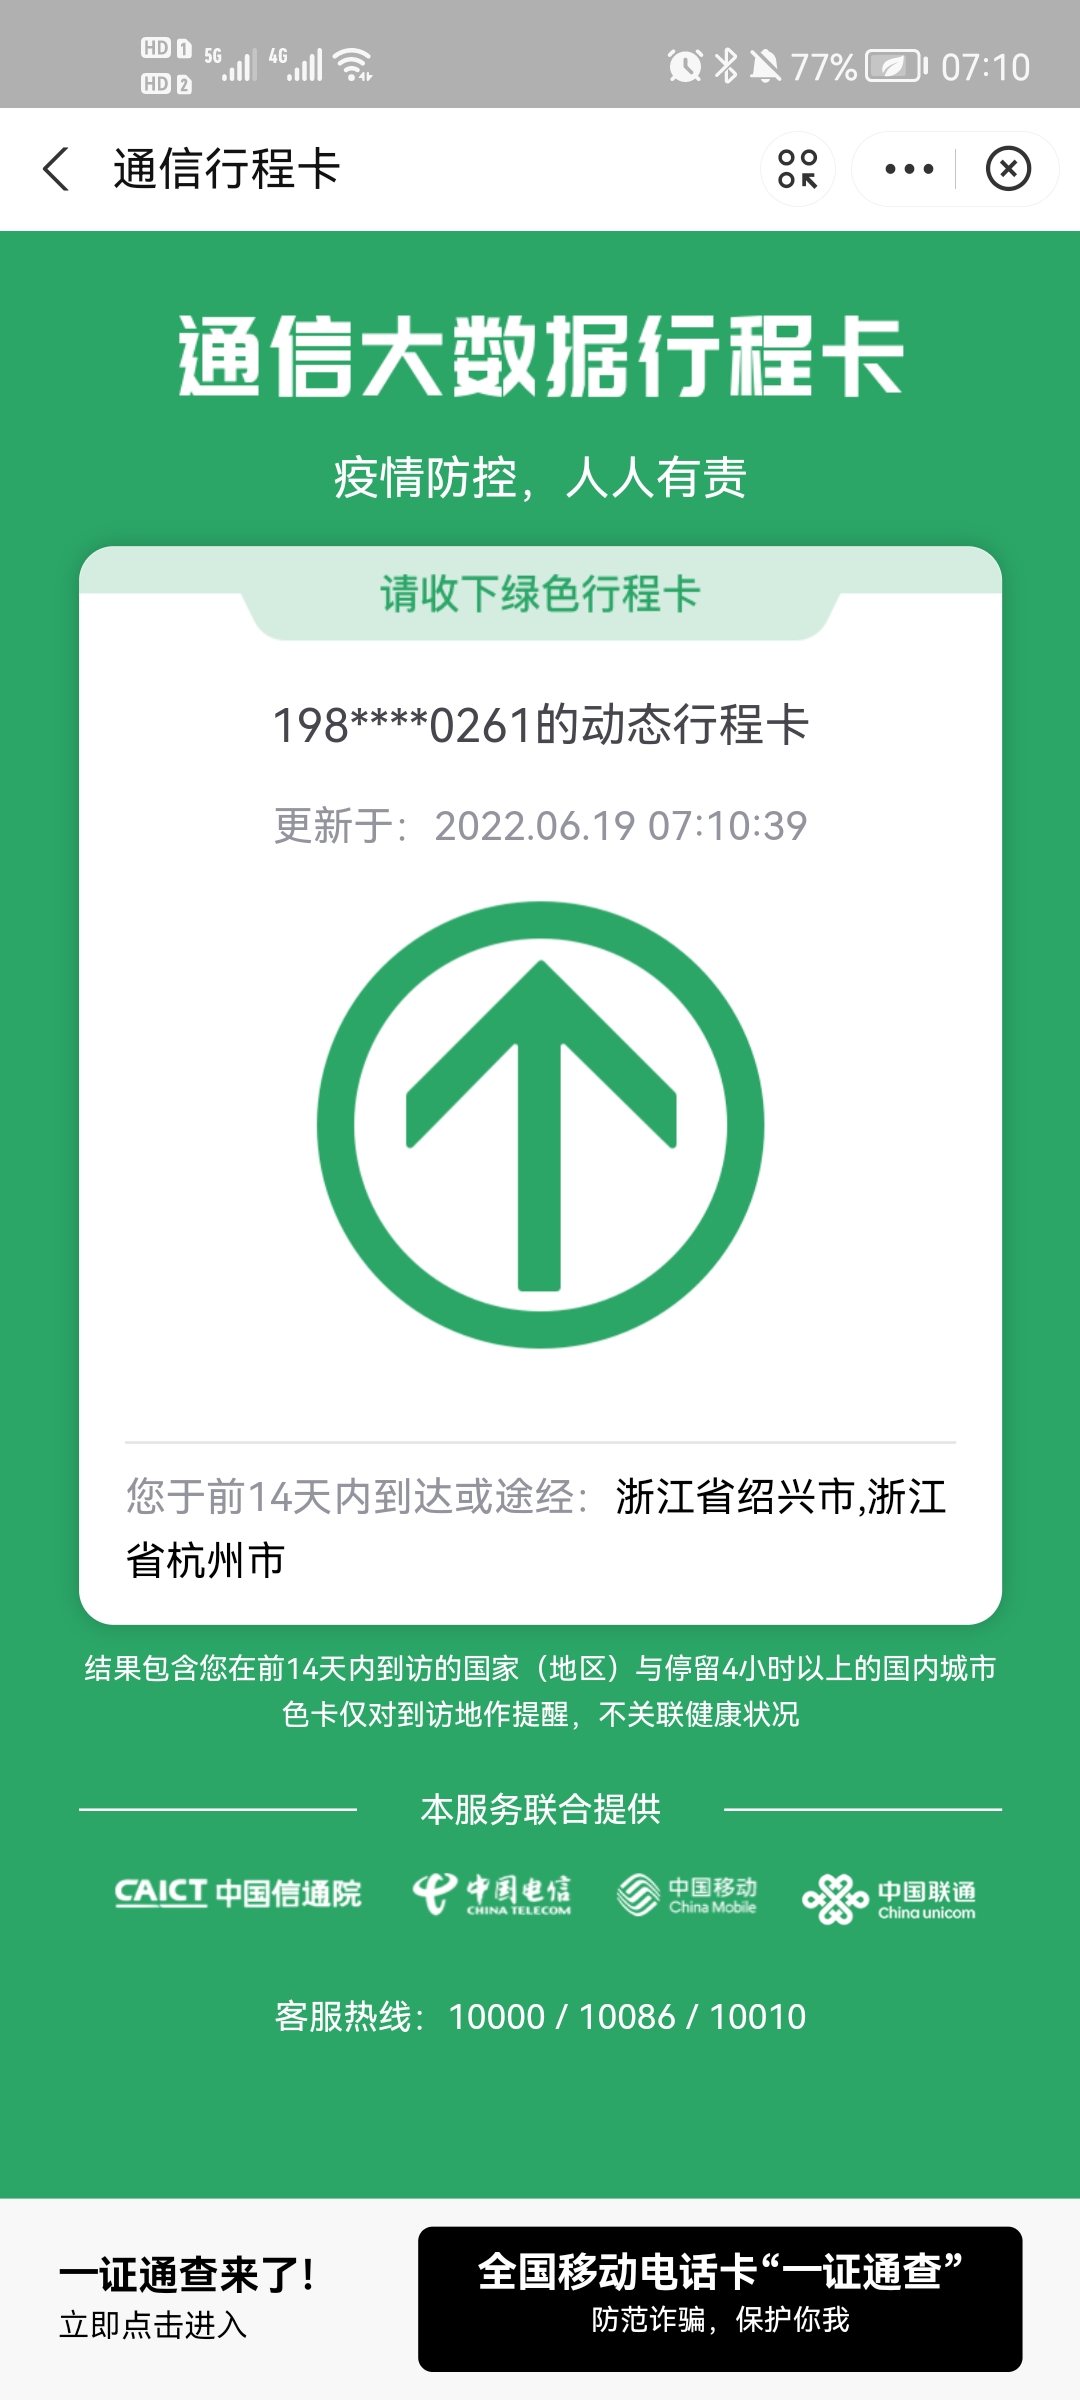 HD 1 5G 4G 77% 07:10
HD 2
通信行程卡
通信大数据行程卡
疫情防控，人人有责
请收下绿色行程卡
198****0261的动态行程卡
更新于：2022.06.19 07:10:39
您于前14天内到达或途经：浙江省绍兴市,浙江
省杭州市
结果包含您在前14天内到访的国家（地区）与停留4小时以上的国内城市
色卡仅对到访地作提醒，不关联健康状况
本服务联合提供
CAICT 中国信通院 中国电信 CHINA TELECOM 中国移动 China Mobile 中国联通 China unicom
客服热线：10000 / 10086 / 10010
一证通查来了!
立即点击进入
全国移动电话卡“一证通查”
防范诈骗，保护你我